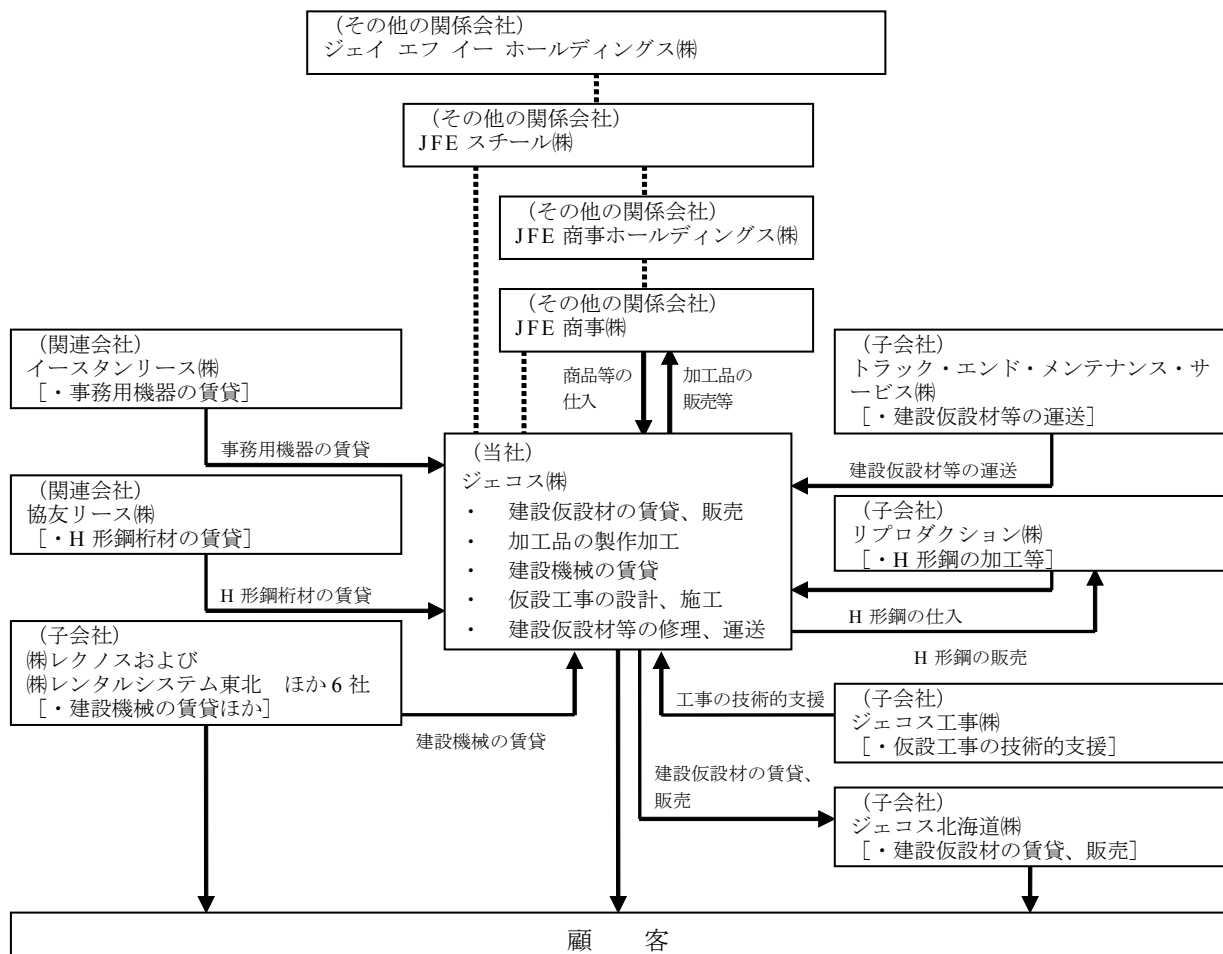 （その他の関係会社）
ジェイ エフ イー ホールディングス㈱
（その他の関係会社）
JFE スチール㈱
（その他の関係会社）
JFE 商事ホールディングス㈱
（その他の関係会社）
JFE 商事㈱
商品等の
仕入
加工品の
販売等
（関連会社）
イースタンリース㈱
［・事務用機器の賃貸］
事務用機器の賃貸
（関連会社）
協友リース㈱
［・H 形鋼桁材の賃貸］
H 形鋼桁材の賃貸
（子会社）
㈱レクノスおよび
㈱レンタルシステム東北　ほか 6 社
［・建設機械の賃貸ほか］
建設機械の賃貸
（当社）
ジェコス㈱
・　建設仮設材の賃貸、販売
・　加工品の製作加工
・　建設機械の賃貸
・　仮設工事の設計、施工
・　建設仮設材等の修理、運送
（子会社）
トラック・エンド・メンテナンス・サ
ービス㈱
［・建設仮設材等の運送］
建設仮設材等の運送
（子会社）
リプロダクション㈱
［・H 形鋼の加工等］
H 形鋼の仕入
H 形鋼の販売
（子会社）
ジェコス工事㈱
［・仮設工事の技術的支援］
工事の技術的支援
建設仮設材の賃貸、
販売
（子会社）
ジェコス北海道㈱
［・建設仮設材の賃貸、販売］
顧　客